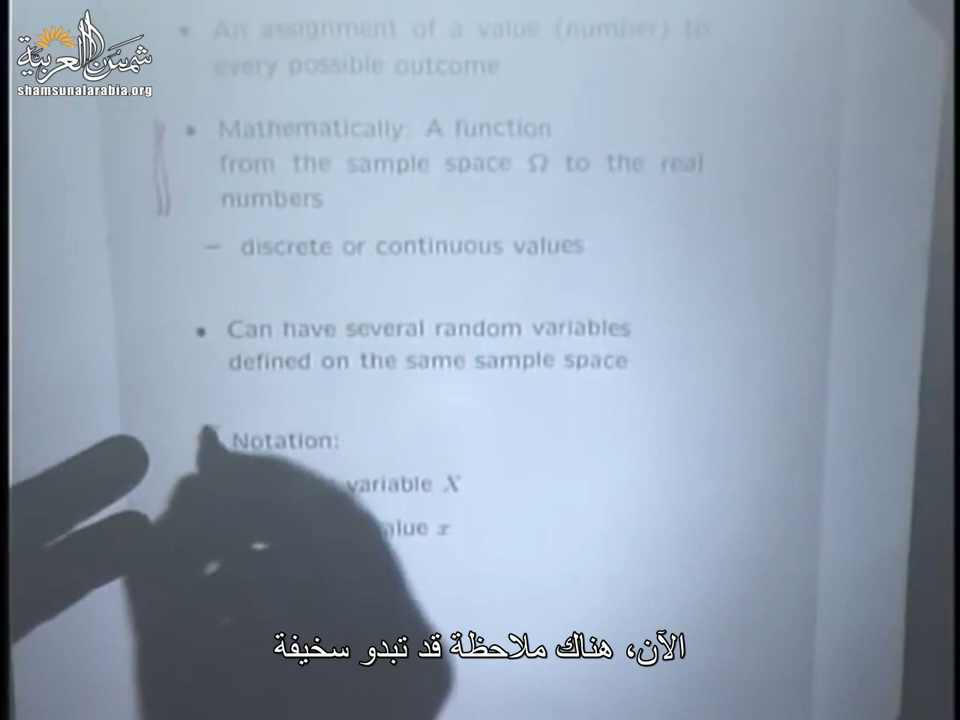 شمس العربية
shamsunalarabia.org
• An assignment of a value (number) to
every possible outcome
• Mathematically: A function
from the sample space Ω to the real
numbers
– discrete or continuous values
• Can have several random variables
defined on the same sample space
Notation:
variable X
x
الآن، هناك ملاحظة قد تبدو سخيفة